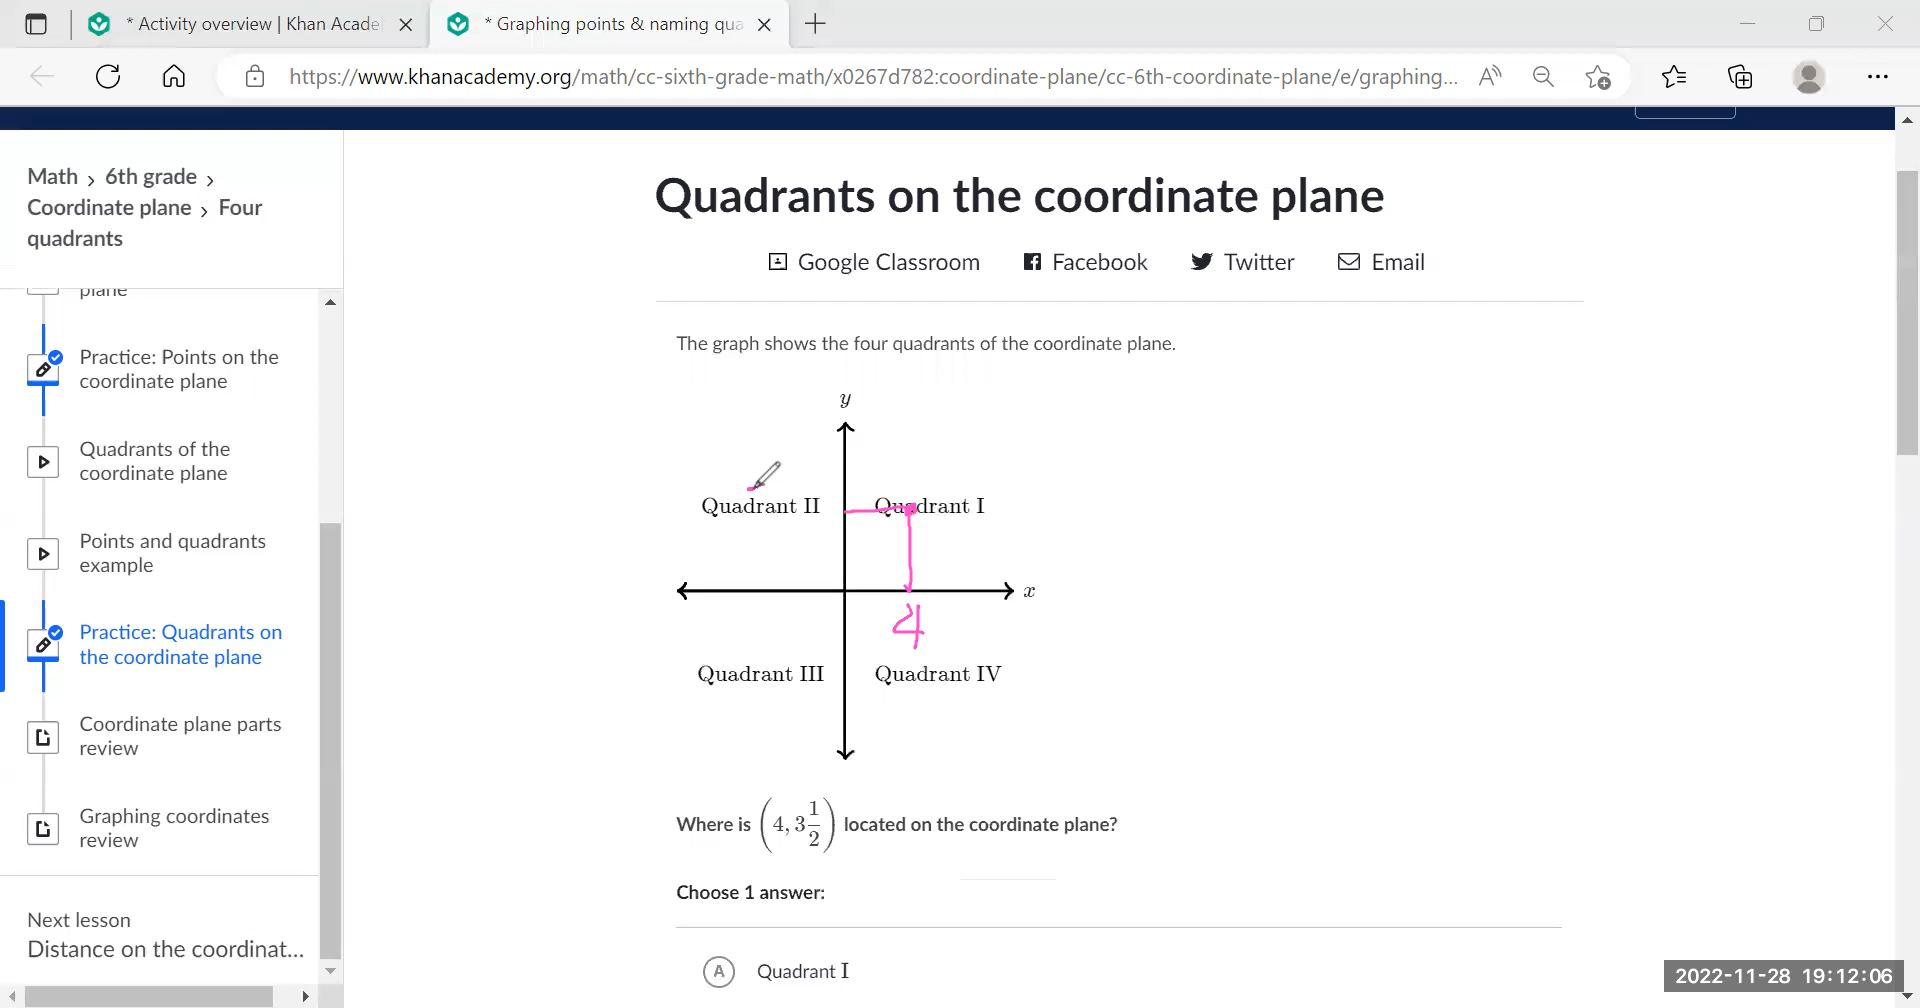 * Activity overview | Khan Acade
* Graphing points & naming qua
https://www.khanacademy.org/math/cc-sixth-grade-math/x0267d782:coordinate-plane/cc-6th-coordinate-plane/e/graphing...
Math > 6th grade >
Coordinate plane > Four
quadrants
plane
Practice: Points on the
coordinate plane
Quadrants of the
coordinate plane
Points and quadrants
example
Practice: Quadrants on
the coordinate plane
Coordinate plane parts
review
Graphing coordinates
review
Next lesson
Distance on the coordinat...
Quadrants on the coordinate plane
Google Classroom Facebook Twitter Email
The graph shows the four quadrants of the coordinate plane.
y
Quadrant II Quadrant I
x
4
Quadrant III Quadrant IV
Where is (4, 3 1/2) located on the coordinate plane?
Choose 1 answer:
A Quadrant I
2022-11-28 19:12:06